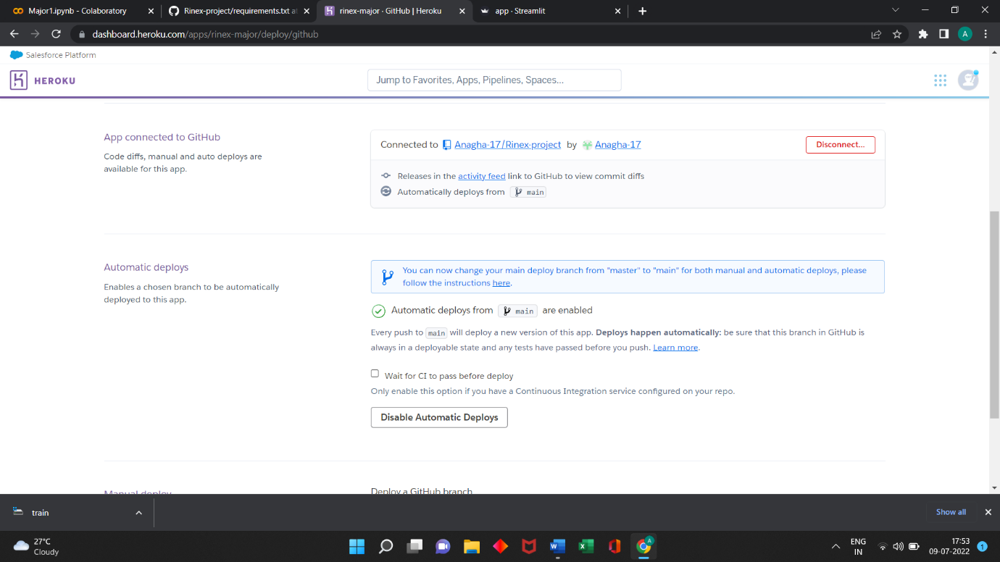 Major1.ipynb - Colaboratory
Rinex-project/requirements.txt at
rinex-major · GitHub | Heroku
app · Streamlit
dashboard.heroku.com/apps/rinex-major/deploy/github
A
Salesforce Platform
HEROKU
Jump to Favorites, Apps, Pipelines, Spaces...
App connected to GitHub
Code diffs, manual and auto deploys are
available for this app.
Connected to Anagha-17/Rinex-project by Anagha-17
Disconnect...
Releases in the activity feed link to GitHub to view commit diffs
Automatically deploys from main
Automatic deploys
Enables a chosen branch to be automatically
deployed to this app.
You can now change your main deploy branch from "master" to "main" for both manual and automatic deploys, please
follow the instructions here.
Automatic deploys from main are enabled
Every push to main will deploy a new version of this app. Deploys happen automatically: be sure that this branch in GitHub is
always in a deployable state and any tests have passed before you push. Learn more.
Wait for CI to pass before deploy
Only enable this option if you have a Continuous Integration service configured on your repo.
Disable Automatic Deploys
Manual deploy
Deploy a GitHub branch
train
Show all
27°C
Cloudy
ENG
IN
17:53
09-07-2022
1